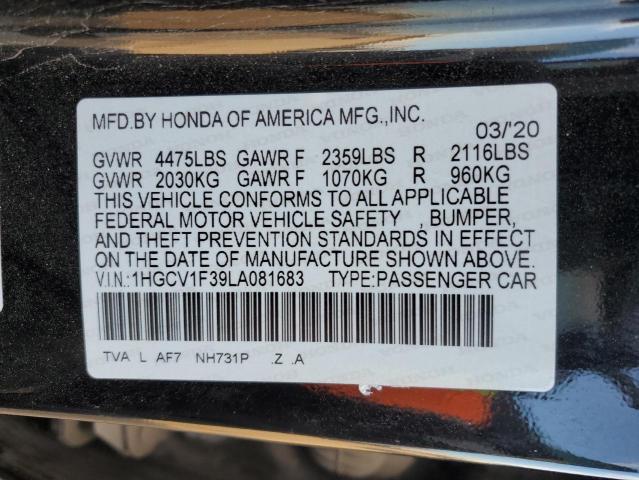 MFD.BY HONDA OF AMERICA MFG.,INC.
03/'20
GVWR 4475LBS GAWR F 2359LBS R 2116LBS
GVWR 2030KG GAWR F 1070KG R 960KG
THIS VEHICLE CONFORMS TO ALL APPLICABLE
FEDERAL MOTOR VEHICLE SAFETY , BUMPER,
AND THEFT PREVENTION STANDARDS IN EFFECT
ON THE DATE OF MANUFACTURE SHOWN ABOVE.
V.I.N.:1HGCV1F39LA081683 TYPE:PASSENGER CAR
TVA L AF7 NH731P .Z .A